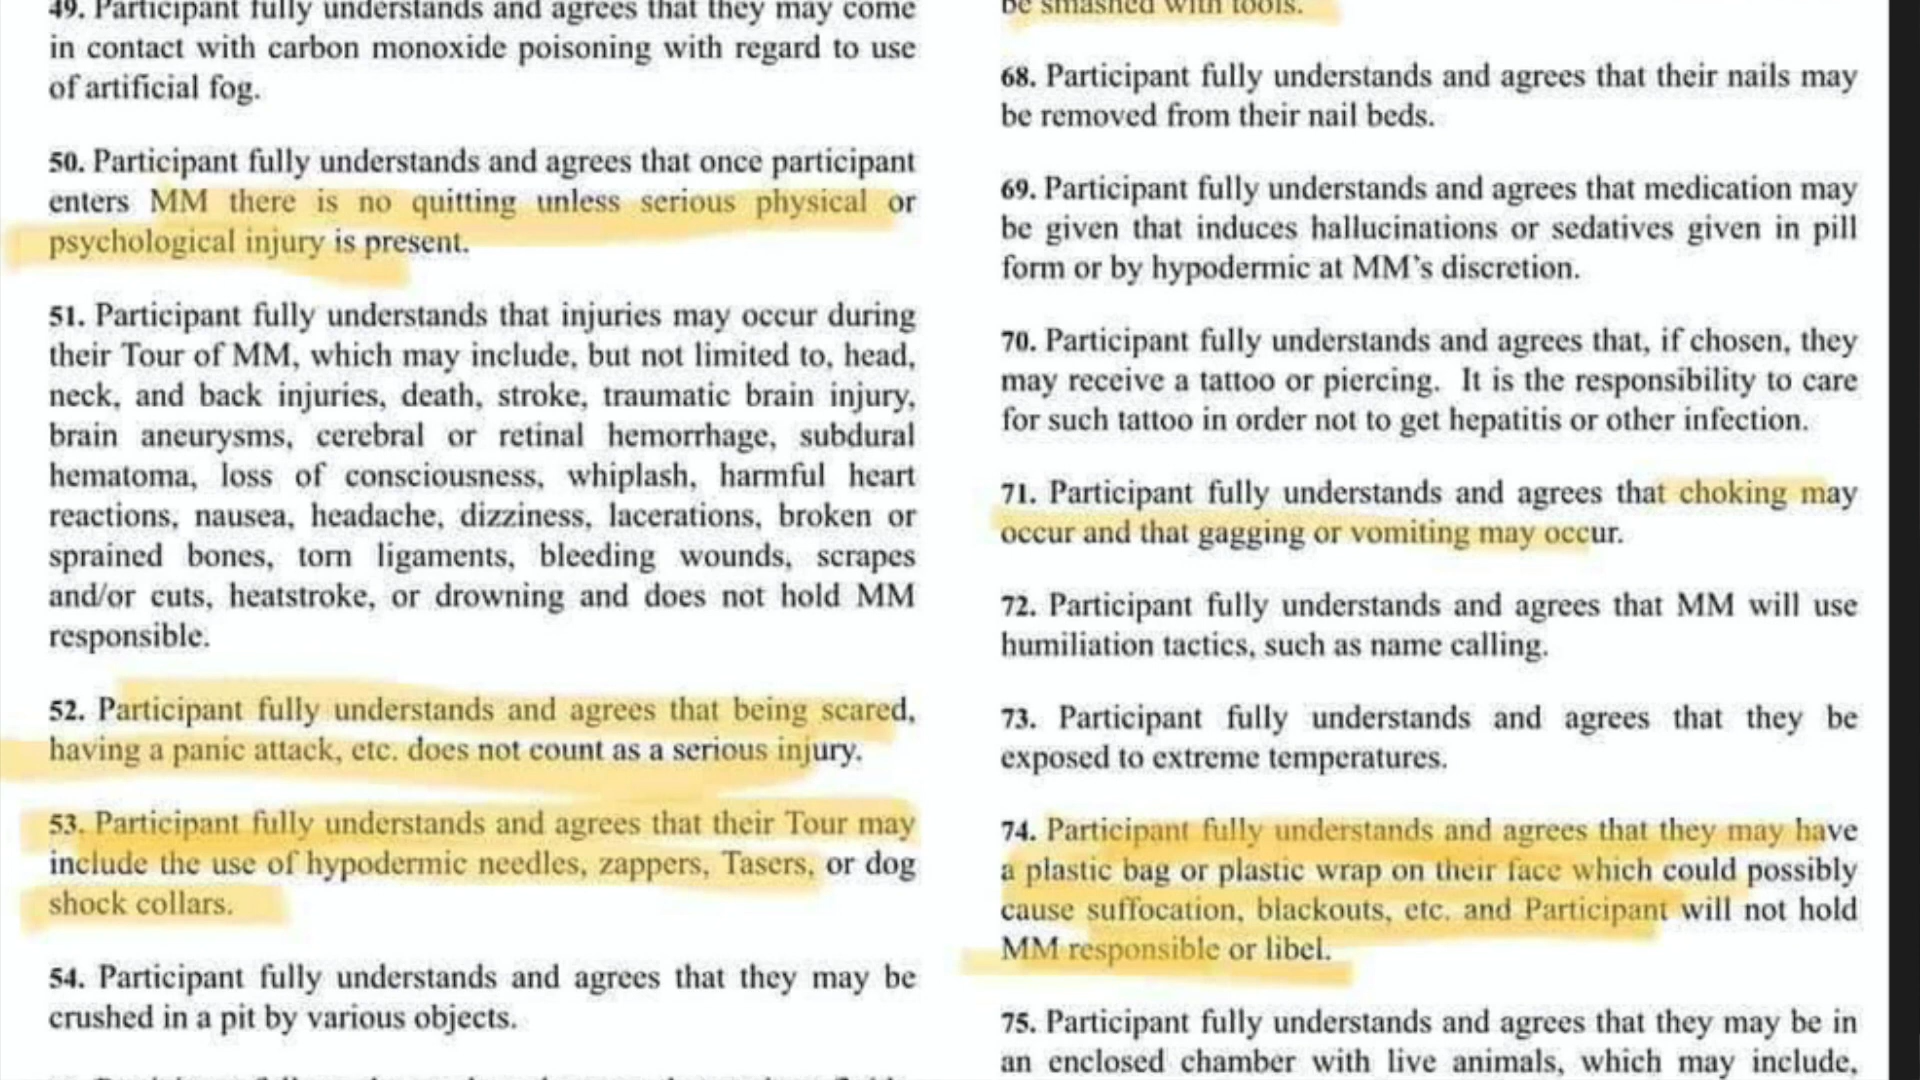 49. Participant fully understands and agrees that they may come
in contact with carbon monoxide poisoning with regard to use
of artificial fog.
50. Participant fully understands and agrees that once participant
enters MM there is no quitting unless serious physical or
psychological injury is present.
51. Participant fully understands that injuries may occur during
their Tour of MM, which may include, but not limited to, head,
neck, and back injuries, death, stroke, traumatic brain injury,
brain aneurysms, cerebral or retinal hemorrhage, subdural
hematoma, loss of consciousness, whiplash, harmful heart
reactions, nausea, headache, dizziness, lacerations, broken or
sprained bones, torn ligaments, bleeding wounds, scrapes
and/or cuts, heatstroke, or drowning and does not hold MM
responsible.
52. Participant fully understands and agrees that being scared,
having a panic attack, etc. does not count as a serious injury.
53. Participant fully understands and agrees that their Tour may
include the use of hypodermic needles, zappers, Tasers, or dog
shock collars.
54. Participant fully understands and agrees that they may be
crushed in a pit by various objects.
be smashed with tools.
68. Participant fully understands and agrees that their nails may
be removed from their nail beds.
69. Participant fully understands and agrees that medication may
be given that induces hallucinations or sedatives given in pill
form or by hypodermic at MM's discretion.
70. Participant fully understands and agrees that, if chosen, they
may receive a tattoo or piercing. It is the responsibility to care
for such tattoo in order not to get hepatitis or other infection.
71. Participant fully understands and agrees that choking may
occur and that gagging or vomiting may occur.
72. Participant fully understands and agrees that MM will use
humiliation tactics, such as name calling.
73. Participant fully understands and agrees that they be
exposed to extreme temperatures.
74. Participant fully understands and agrees that they may have
a plastic bag or plastic wrap on their face which could possibly
cause suffocation, blackouts, etc. and Participant will not hold
MM responsible or libel.
75. Participant fully understands and agrees that they may be in
an enclosed chamber with live animals, which may include,